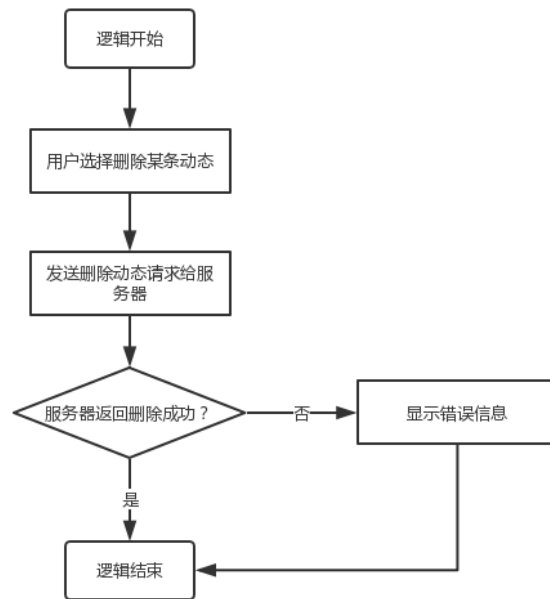 逻辑开始
用户选择删除某条动态
发送删除动态请求给服
务器
服务器返回删除成功？
否
显示错误信息
是
逻辑结束